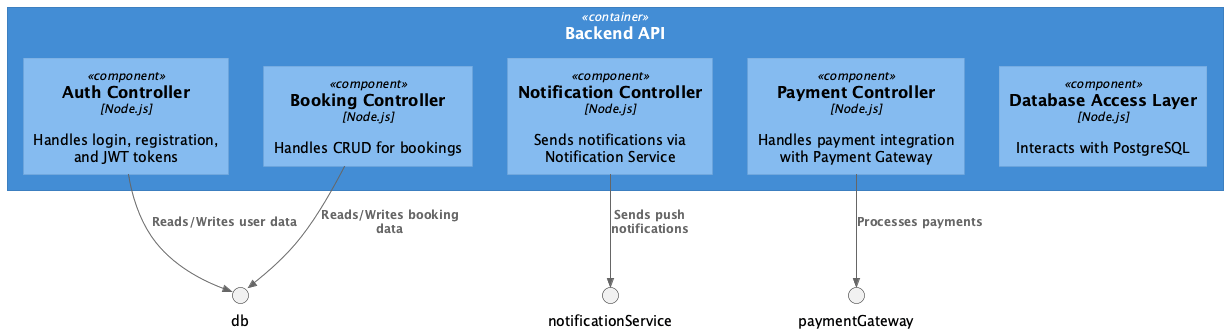 «container»
Backend API
«component»
Auth Controller
[Node.js]
Handles login, registration,
and JWT tokens
«component»
Booking Controller
[Node.js]
Handles CRUD for bookings
«component»
Notification Controller
[Node.js]
Sends notifications via
Notification Service
«component»
Payment Controller
[Node.js]
Handles payment integration
with Payment Gateway
«component»
Database Access Layer
[Node.js]
Interacts with PostgreSQL
Reads/Writes user data
Reads/Writes booking
data
Sends push
notifications
Processes payments
db
notificationService
paymentGateway